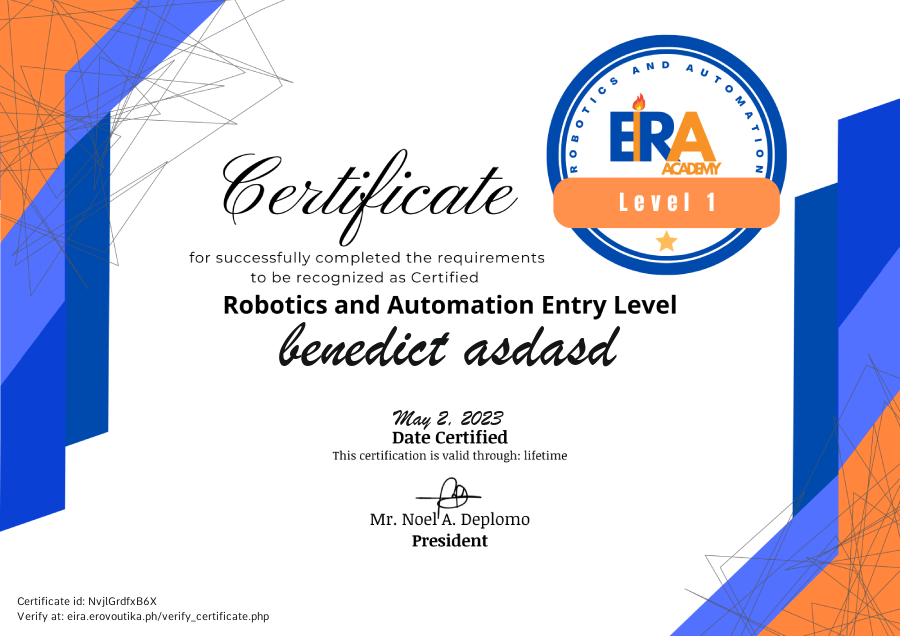 ROBOTICS AND AUTOMATION
EIRA
ACADEMY
Level 1
Certificate
for successfully completed the requirements
to be recognized as Certified
Robotics and Automation Entry Level
benedict asdasd
May 2, 2023
Date Certified
This certification is valid through: lifetime
Mr. Noel A. Deplomo
President
Certificate id: NvjlGrdfxB6X
Verify at: eira.erovoutika.ph/verify_certificate.php